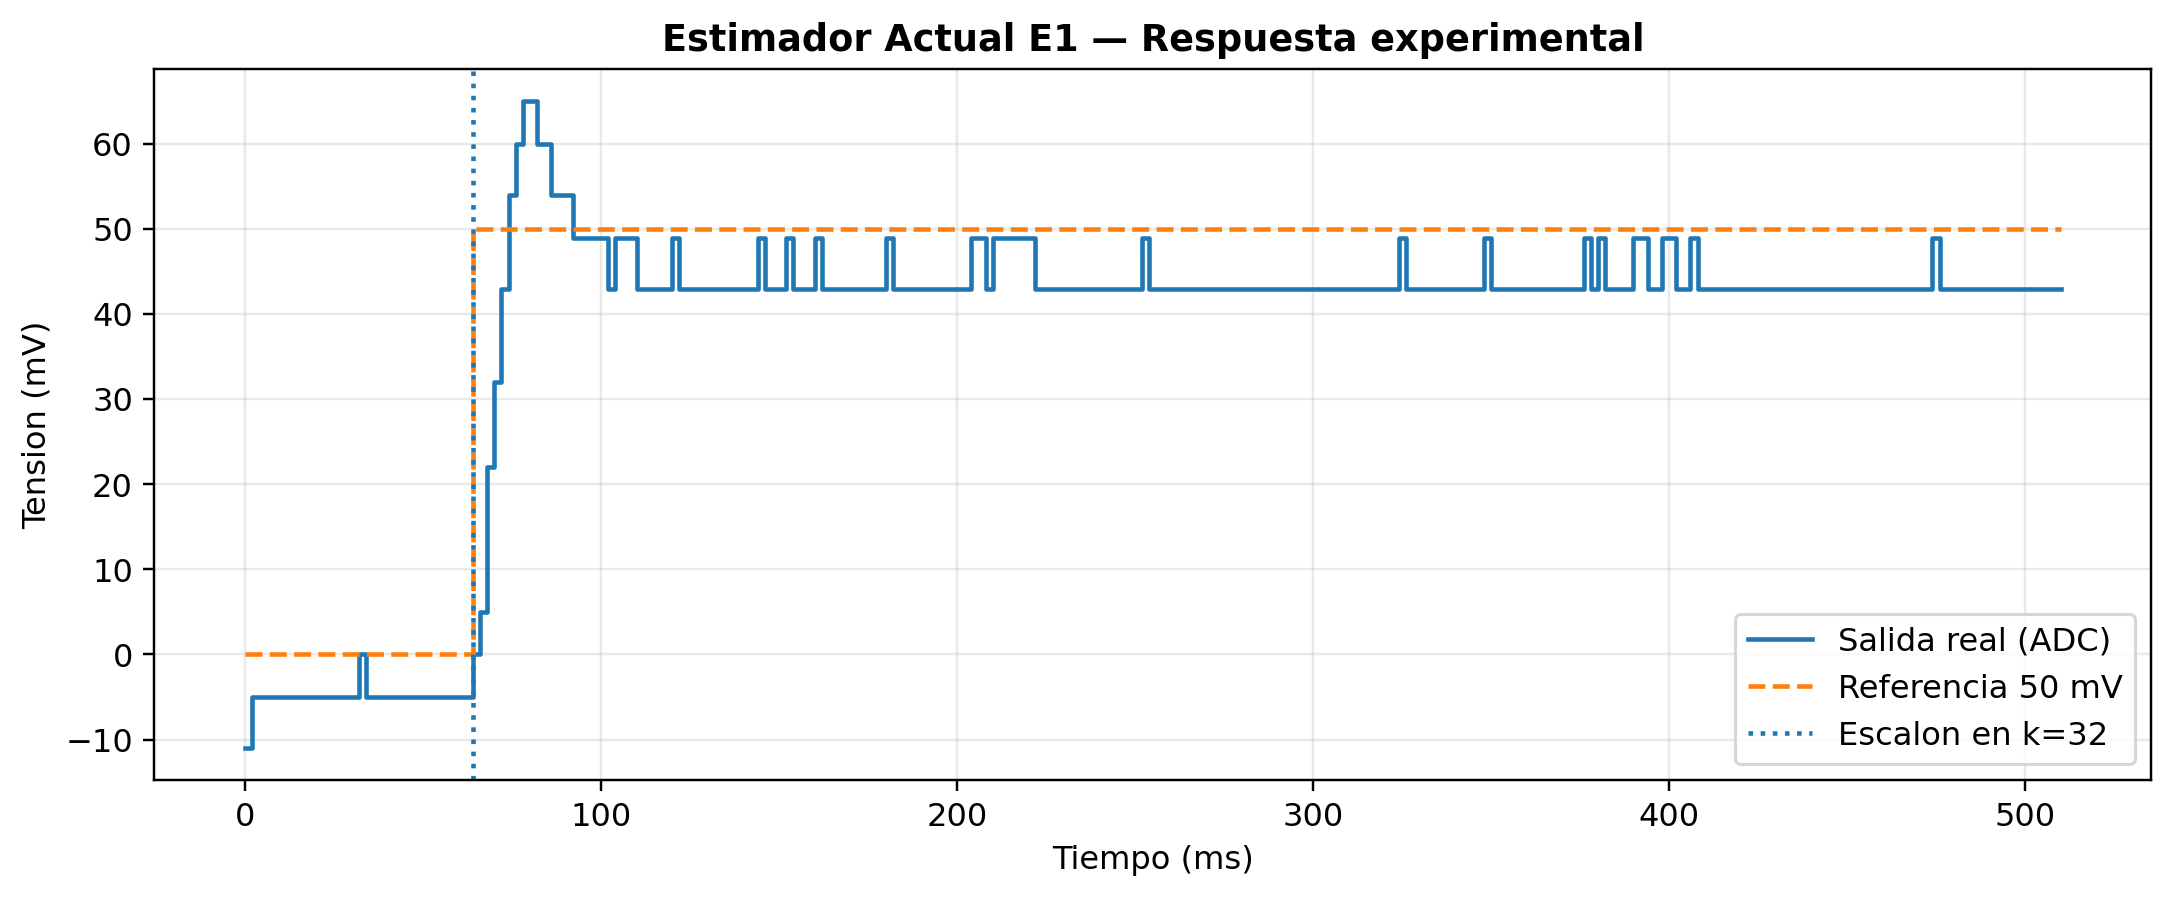 Estimador Actual E1 — Respuesta experimental
Tension (mV)
60
50
40
30
20
10
0
−10
0
100
200
300
400
500
Tiempo (ms)
Salida real (ADC)
Referencia 50 mV
Escalon en k=32